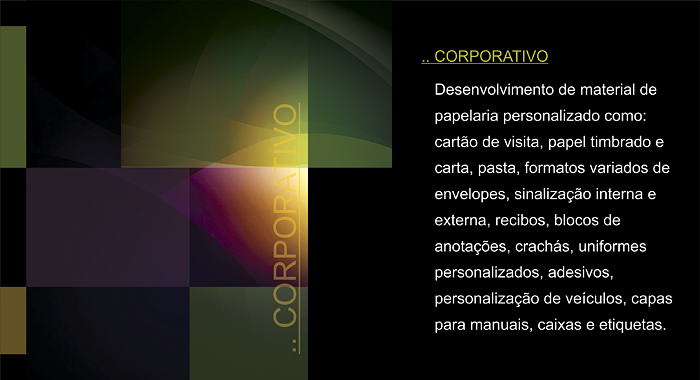 .. CORPORATIVO
.. CORPORATIVO
Desenvolvimento de material de
papelaria personalizado como:
cartão de visita, papel timbrado e
carta, pasta, formatos variados de
envelopes, sinalização interna e
externa, recibos, blocos de
anotações, crachás, uniformes
personalizados, adesivos,
personalização de veículos, capas
para manuais, caixas e etiquetas.